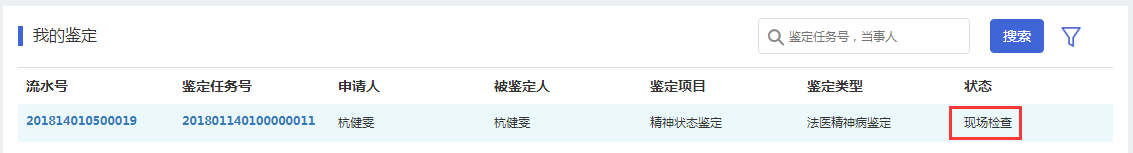 我的鉴定
鉴定任务号，当事人 搜索
流水号 鉴定任务号 申请人 被鉴定人 鉴定项目 鉴定类型 状态
201814010500019 201801140100000011 杭健雯 杭健雯 精神状态鉴定 法医精神病鉴定 现场检查